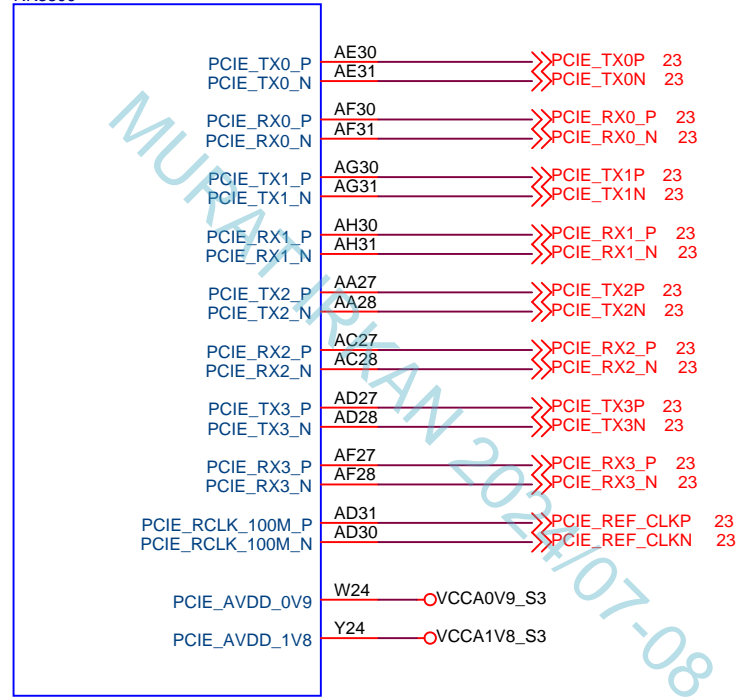 PCIE_TX0_P AE30 PCIE_TX0P 23
PCIE_TX0_N AE31 PCIE_TX0N 23
PCIE_RX0_P AF30 PCIE_RX0_P 23
PCIE_RX0_N AF31 PCIE_RX0_N 23
PCIE_TX1_P AG30 PCIE_TX1P 23
PCIE_TX1_N AG31 PCIE_TX1N 23
PCIE_RX1_P AH30 PCIE_RX1_P 23
PCIE_RX1_N AH31 PCIE_RX1_N 23
PCIE_TX2_P AA27 PCIE_TX2P 23
PCIE_TX2_N AA28 PCIE_TX2N 23
PCIE_RX2_P AC27 PCIE_RX2_P 23
PCIE_RX2_N AC28 PCIE_RX2_N 23
PCIE_TX3_P AD27 PCIE_TX3P 23
PCIE_TX3_N AD28 PCIE_TX3N 23
PCIE_RX3_P AF27 PCIE_RX3_P 23
PCIE_RX3_N AF28 PCIE_RX3_N 23
PCIE_RCLK_100M_P AD31 PCIE_REF_CLKP 23
PCIE_RCLK_100M_N AD30 PCIE_REF_CLKN 23
PCIE_AVDD_0V9 W24 VCCA0V9_S3
PCIE_AVDD_1V8 Y24 VCCA1V8_S3
MURAT IRKAN 2024/07-08